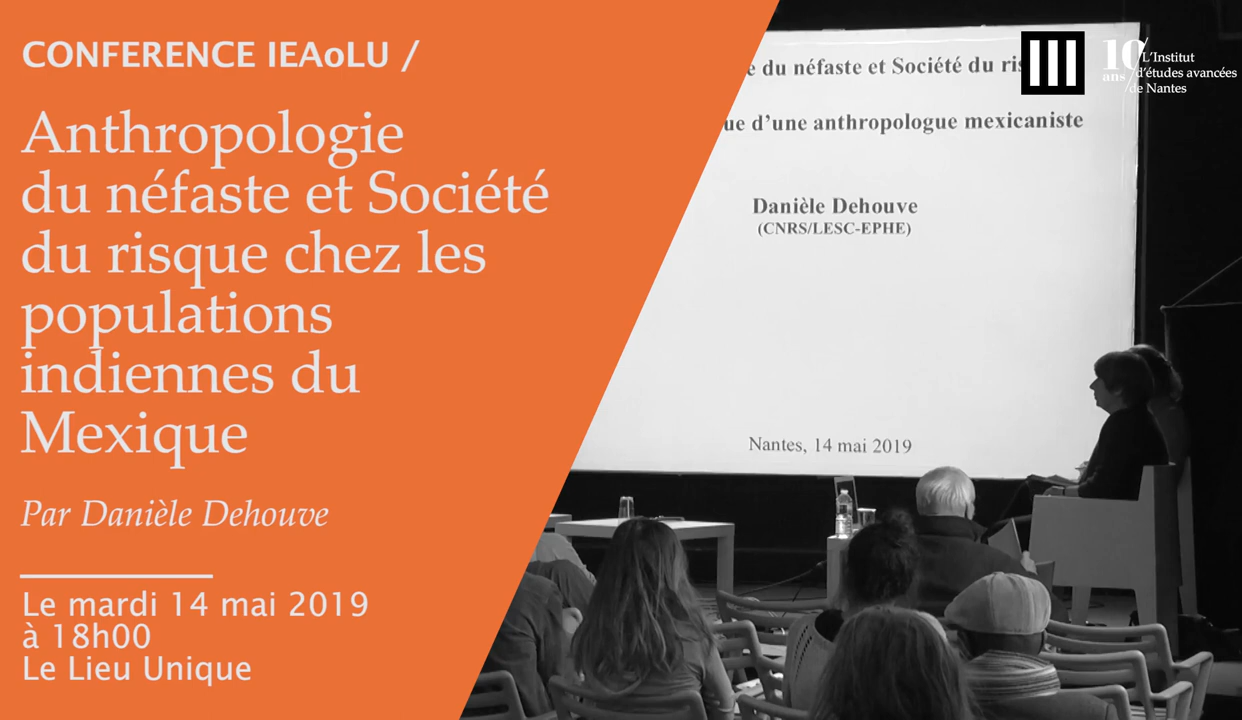 CONFERENCE IEAoLU /
Anthropologie
du néfaste et Société
du risque chez les
populations
indiennes du
Mexique
Par Danièle Dehouve
Le mardi 14 mai 2019
à 18h00
Le Lieu Unique
du néfaste et Société du
d'une anthropologue mexicaniste
Danièle Dehouve
(CNRS/LESC-EPHE)
Nantes, 14 mai 2019
10
ans
L'Institut
d'études avancées
de Nantes